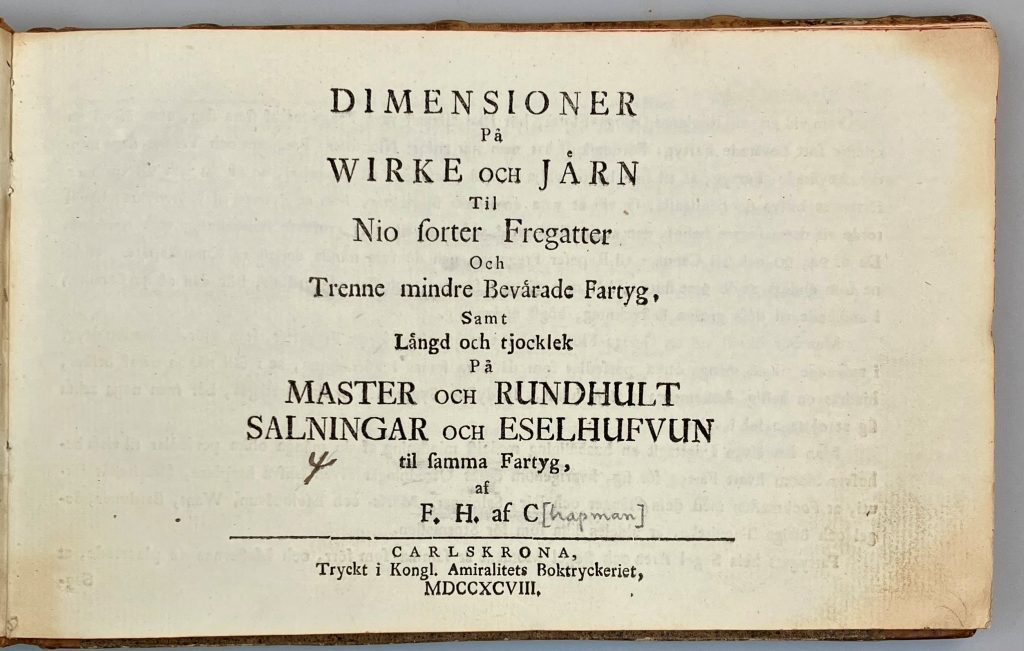 DIMENSIONER
På
WIRKE OCH JÅRN
Til
Nio ſorter Fregatter
Och
Trenne mindre Bevårade Fartyg,
Samt
Långd och tjocklek
På
MASTER OCH RUNDHULT
SALNINGAR OCH ESELHUFVUN
til ſamma Fartyg,
af
F. H. af C[hapman]
CARLSKRONA,
Tryckt i Kongl. Amiralitets Boktryckeriet,
MDCCXCVIII.